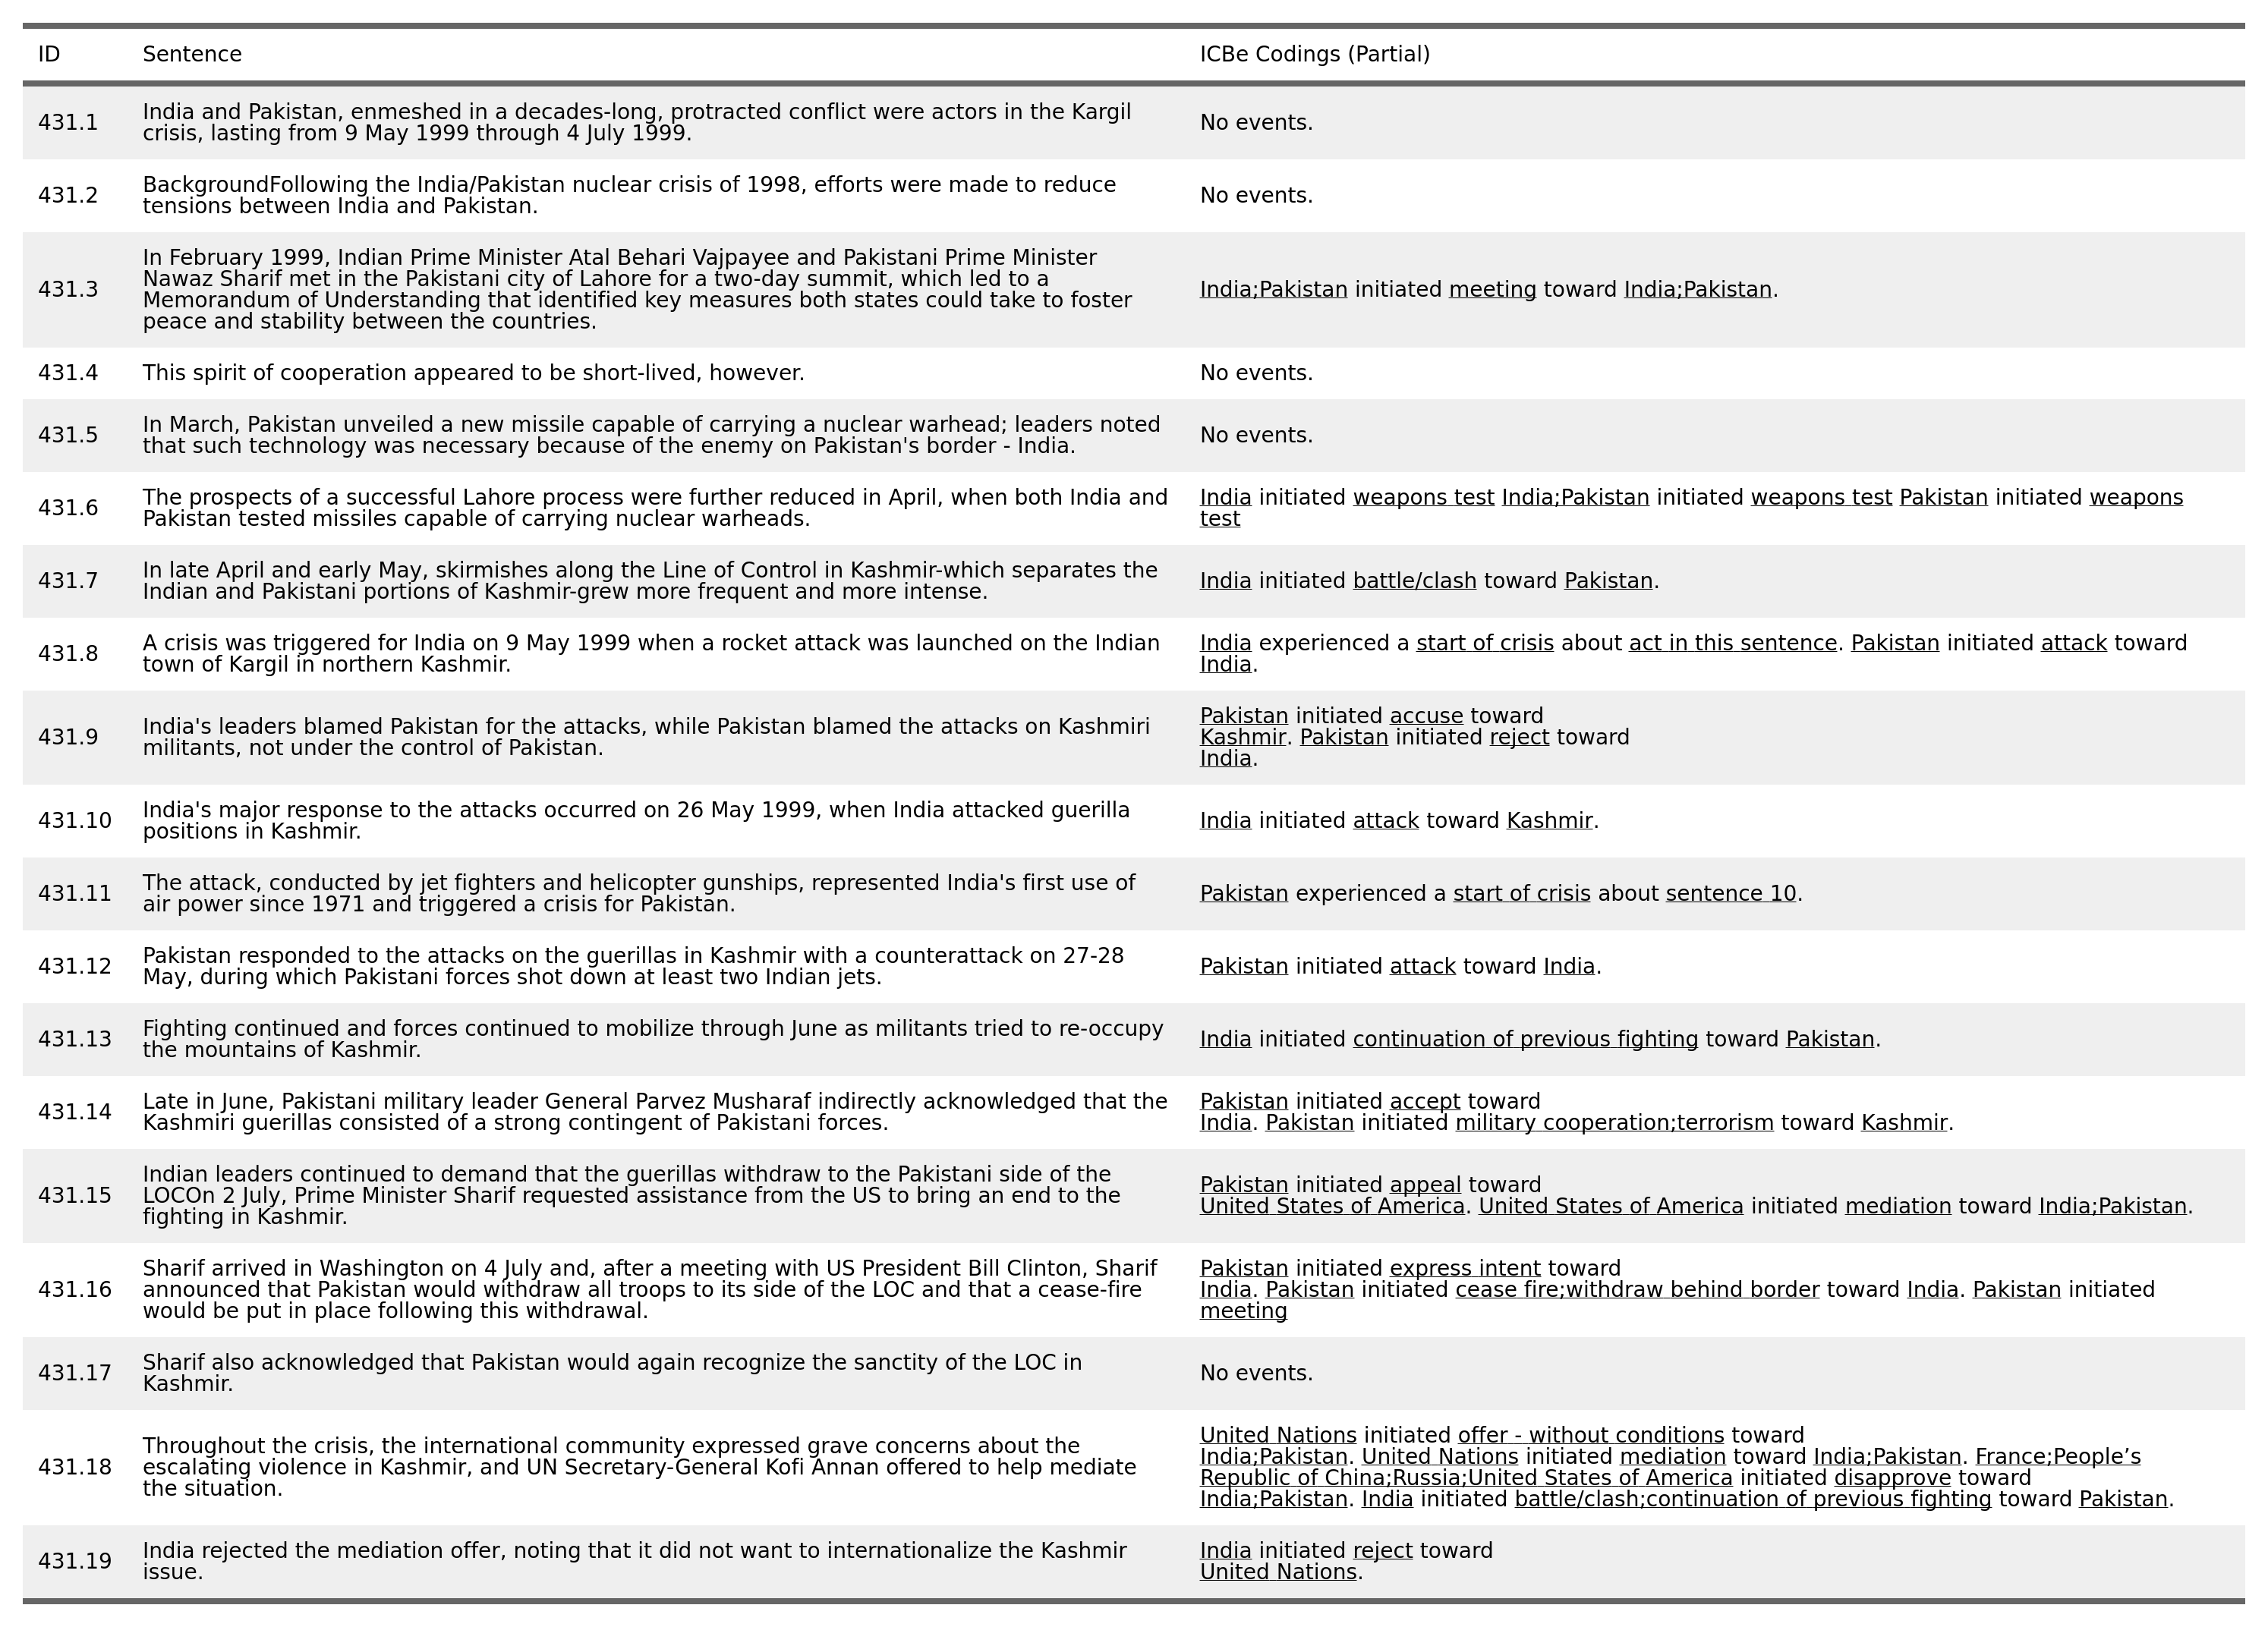 ID Sentence ICBe Codings (Partial)
431.1 India and Pakistan, enmeshed in a decades-long, protracted conflict were actors in the Kargil
crisis, lasting from 9 May 1999 through 4 July 1999.
No events.
431.2 BackgroundFollowing the India/Pakistan nuclear crisis of 1998, efforts were made to reduce
tensions between India and Pakistan.
No events.
431.3 In February 1999, Indian Prime Minister Atal Behari Vajpayee and Pakistani Prime Minister
Nawaz Sharif met in the Pakistani city of Lahore for a two-day summit, which led to a
Memorandum of Understanding that identified key measures both states could take to foster
peace and stability between the countries.
India;Pakistan initiated meeting toward India;Pakistan.
431.4 This spirit of cooperation appeared to be short-lived, however.
No events.
431.5 In March, Pakistan unveiled a new missile capable of carrying a nuclear warhead; leaders noted
that such technology was necessary because of the enemy on Pakistan's border - India.
No events.
431.6 The prospects of a successful Lahore process were further reduced in April, when both India and
Pakistan tested missiles capable of carrying nuclear warheads.
India initiated weapons test India;Pakistan initiated weapons test Pakistan initiated weapons
test
431.7 In late April and early May, skirmishes along the Line of Control in Kashmir-which separates the
Indian and Pakistani portions of Kashmir-grew more frequent and more intense.
India initiated battle/clash toward Pakistan.
431.8 A crisis was triggered for India on 9 May 1999 when a rocket attack was launched on the Indian
town of Kargil in northern Kashmir.
India experienced a start of crisis about act in this sentence. Pakistan initiated attack toward
India.
431.9 India's leaders blamed Pakistan for the attacks, while Pakistan blamed the attacks on Kashmiri
militants, not under the control of Pakistan.
Pakistan initiated accuse toward
Kashmir. Pakistan initiated reject toward
India.
431.10 India's major response to the attacks occurred on 26 May 1999, when India attacked guerilla
positions in Kashmir.
India initiated attack toward Kashmir.
431.11 The attack, conducted by jet fighters and helicopter gunships, represented India's first use of
air power since 1971 and triggered a crisis for Pakistan.
Pakistan experienced a start of crisis about sentence 10.
431.12 Pakistan responded to the attacks on the guerillas in Kashmir with a counterattack on 27-28
May, during which Pakistani forces shot down at least two Indian jets.
Pakistan initiated attack toward India.
431.13 Fighting continued and forces continued to mobilize through June as militants tried to re-occupy
the mountains of Kashmir.
India initiated continuation of previous fighting toward Pakistan.
431.14 Late in June, Pakistani military leader General Parvez Musharaf indirectly acknowledged that the
Kashmiri guerillas consisted of a strong contingent of Pakistani forces.
Pakistan initiated accept toward
India. Pakistan initiated military cooperation;terrorism toward Kashmir.
431.15 Indian leaders continued to demand that the guerillas withdraw to the Pakistani side of the
LOCOn 2 July, Prime Minister Sharif requested assistance from the US to bring an end to the
fighting in Kashmir.
Pakistan initiated appeal toward
United States of America. United States of America initiated mediation toward India;Pakistan.
431.16 Sharif arrived in Washington on 4 July and, after a meeting with US President Bill Clinton, Sharif
announced that Pakistan would withdraw all troops to its side of the LOC and that a cease-fire
would be put in place following this withdrawal.
Pakistan initiated express intent toward
India. Pakistan initiated cease fire;withdraw behind border toward India. Pakistan initiated
meeting
431.17 Sharif also acknowledged that Pakistan would again recognize the sanctity of the LOC in
Kashmir.
No events.
431.18 Throughout the crisis, the international community expressed grave concerns about the
escalating violence in Kashmir, and UN Secretary-General Kofi Annan offered to help mediate
the situation.
United Nations initiated offer - without conditions toward
India;Pakistan. United Nations initiated mediation toward India;Pakistan. France;People’s
Republic of China;Russia;United States of America initiated disapprove toward
India;Pakistan. India initiated battle/clash;continuation of previous fighting toward Pakistan.
431.19 India rejected the mediation offer, noting that it did not want to internationalize the Kashmir
issue.
India initiated reject toward
United Nations.